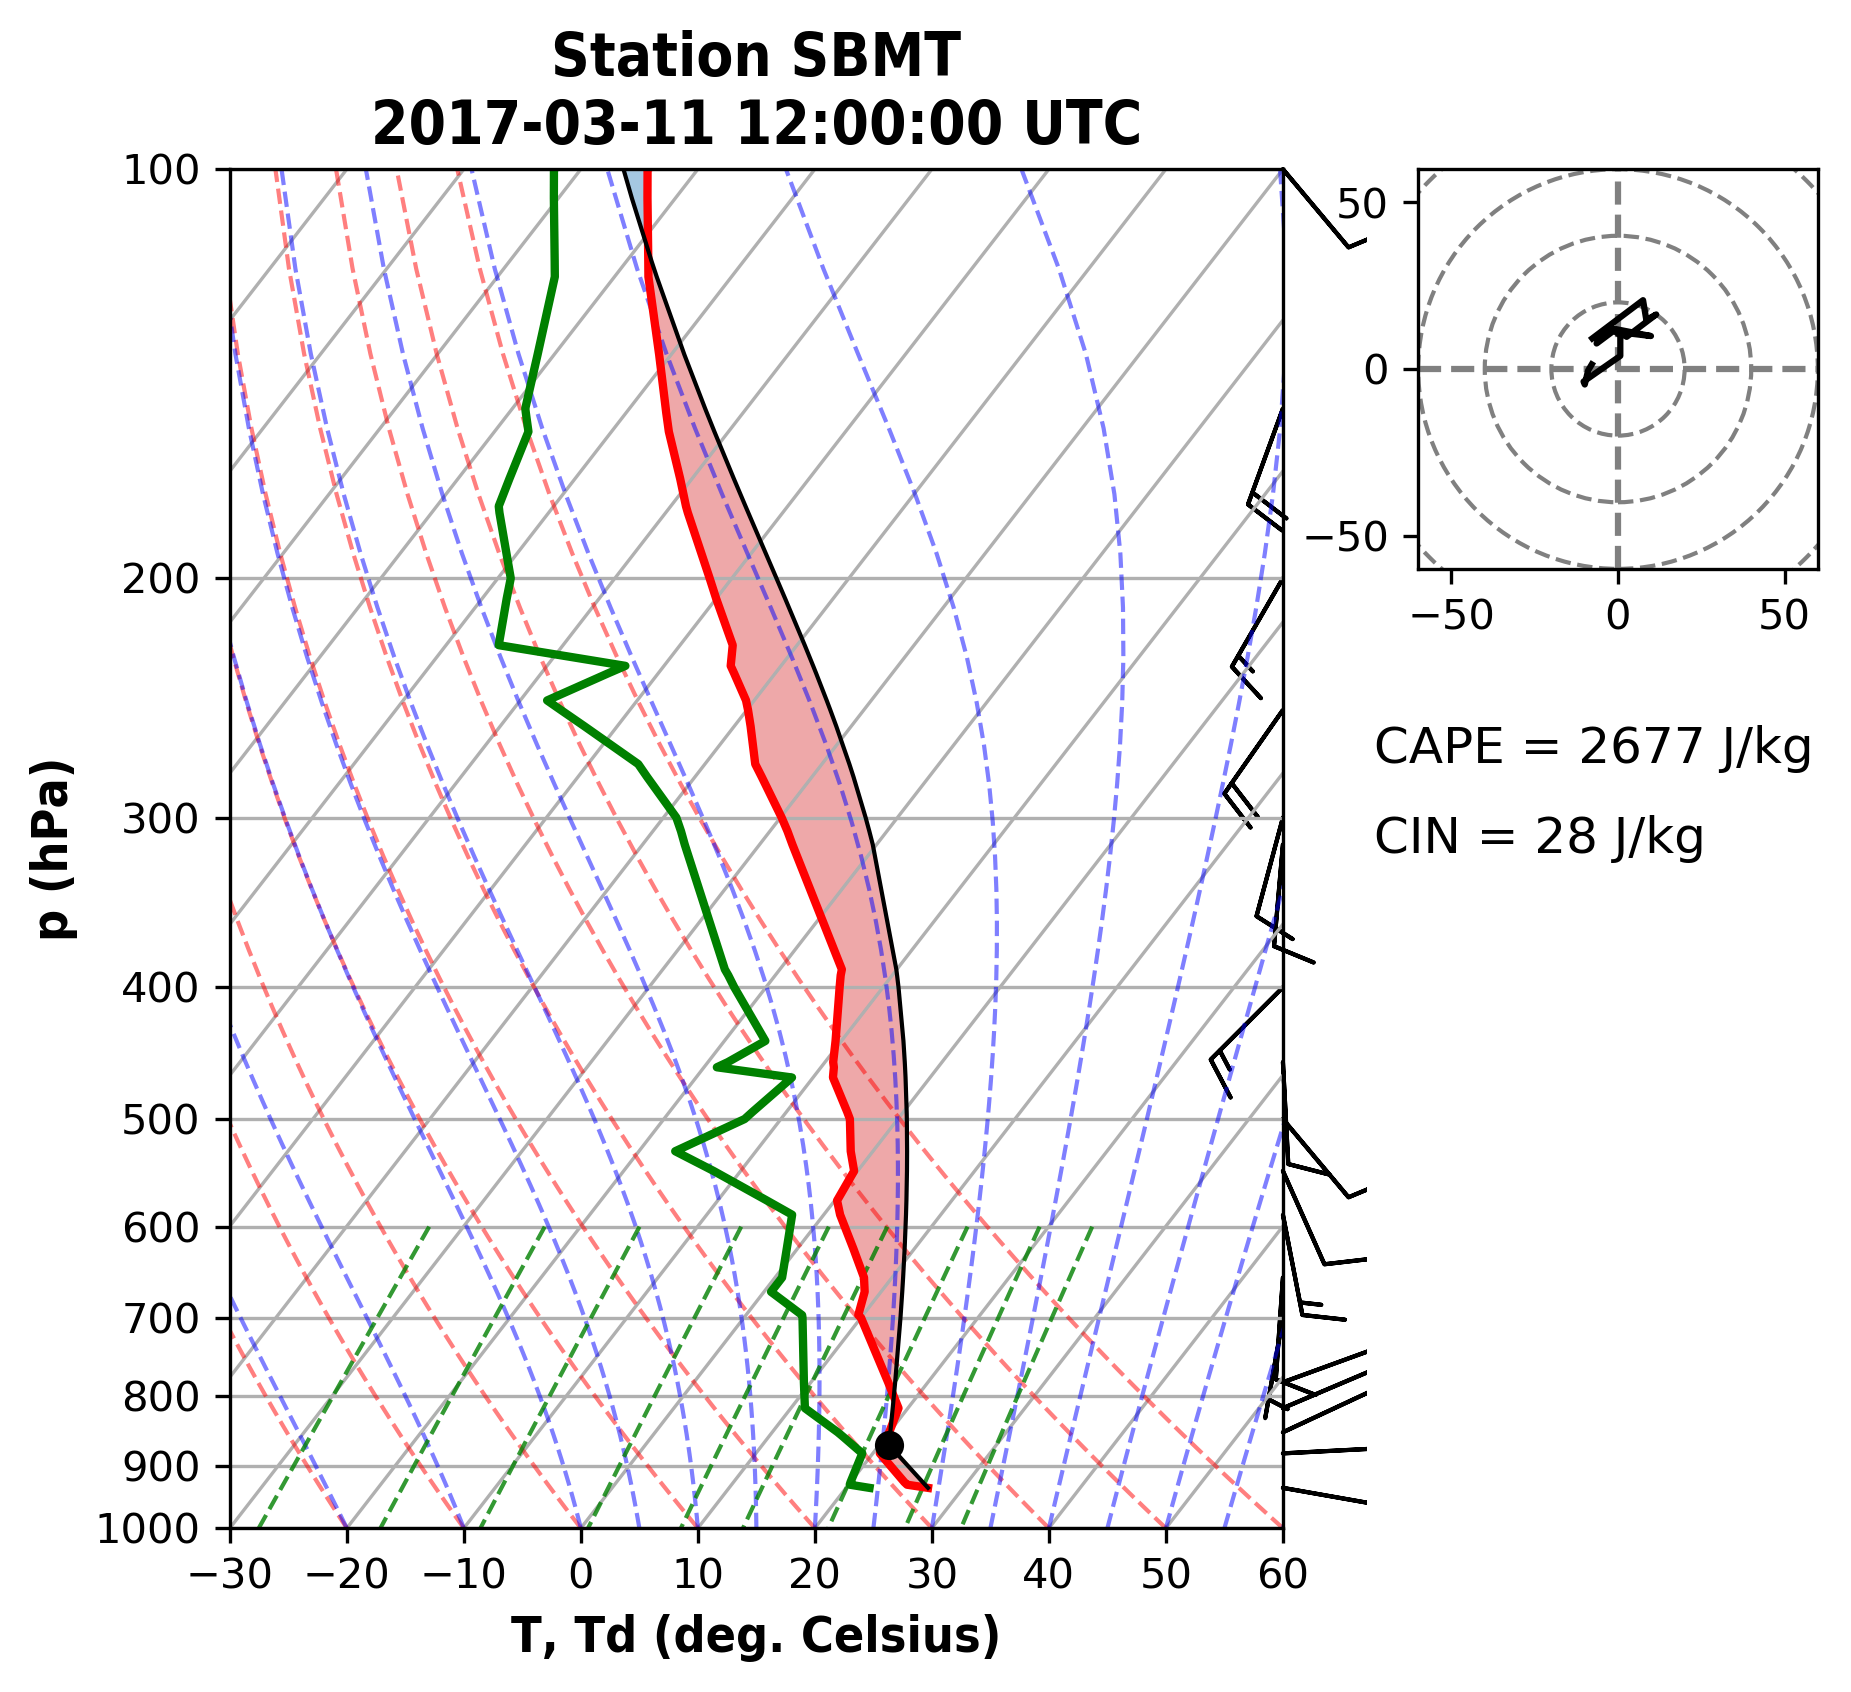 Station SBMT
2017-03-11 12:00:00 UTC
100
200
300
400
500
600
700
800
900
1000
p (hPa)
−30 −20 −10 0 10 20 30 40 50 60
T, Td (deg. Celsius)
50
0
−50
−50 0 50
CAPE = 2677 J/kg
CIN = 28 J/kg